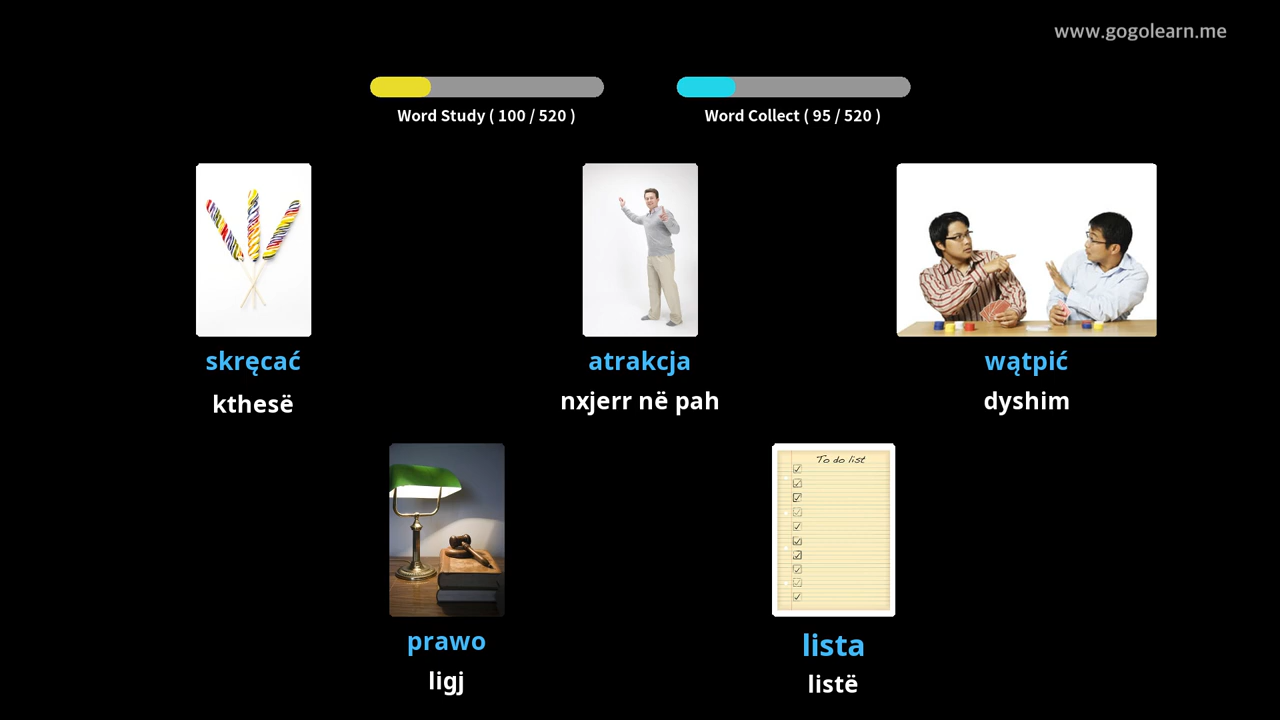 www.gogolearn.me
Word Study ( 100 / 520 )
Word Collect ( 95 / 520 )
skręcać
kthesë
atrakcja
nxjerr në pah
wątpić
dyshim
To do list
prawo
ligj
lista
listë